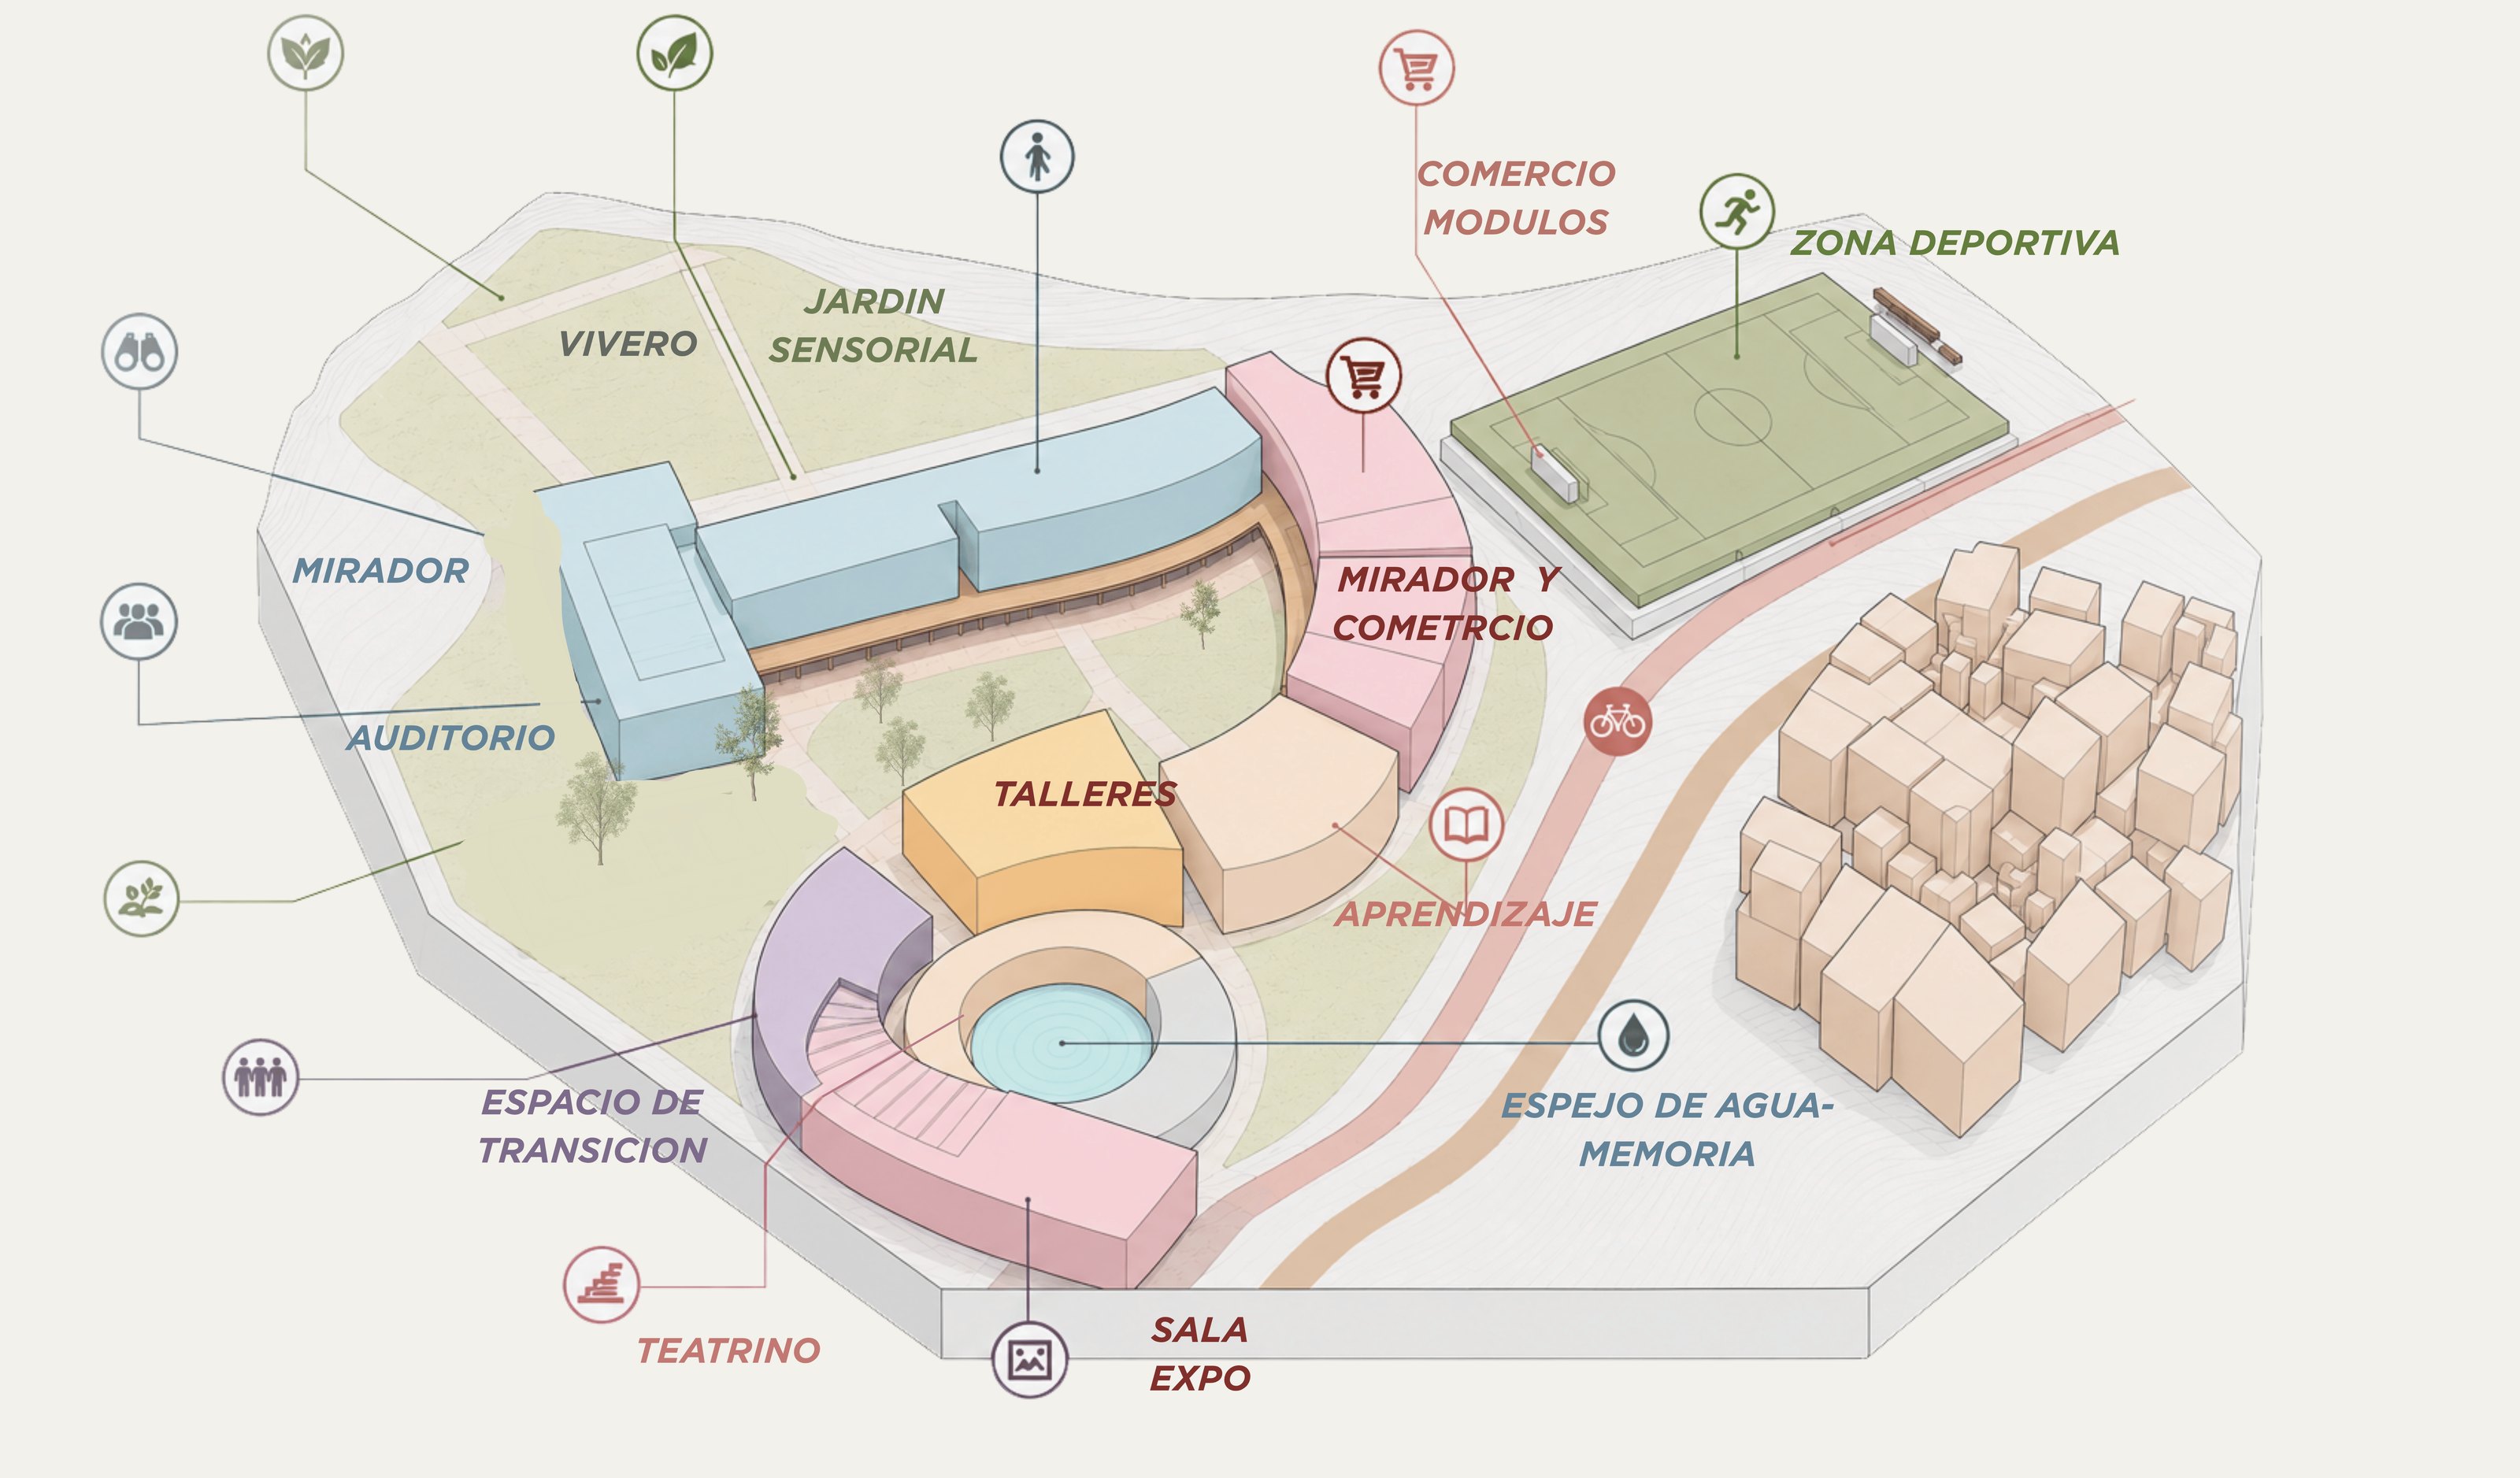 COMERCIO
MODULOS
ZONA DEPORTIVA
JARDIN
SENSORIAL
VIVERO
MIRADOR
MIRADOR Y
COMETRCIO
AUDITORIO
TALLERES
APRENDIZAJE
ESPACIO DE
TRANSICION
ESPEJO DE AGUA-
MEMORIA
TEATRINO
SALA
EXPO